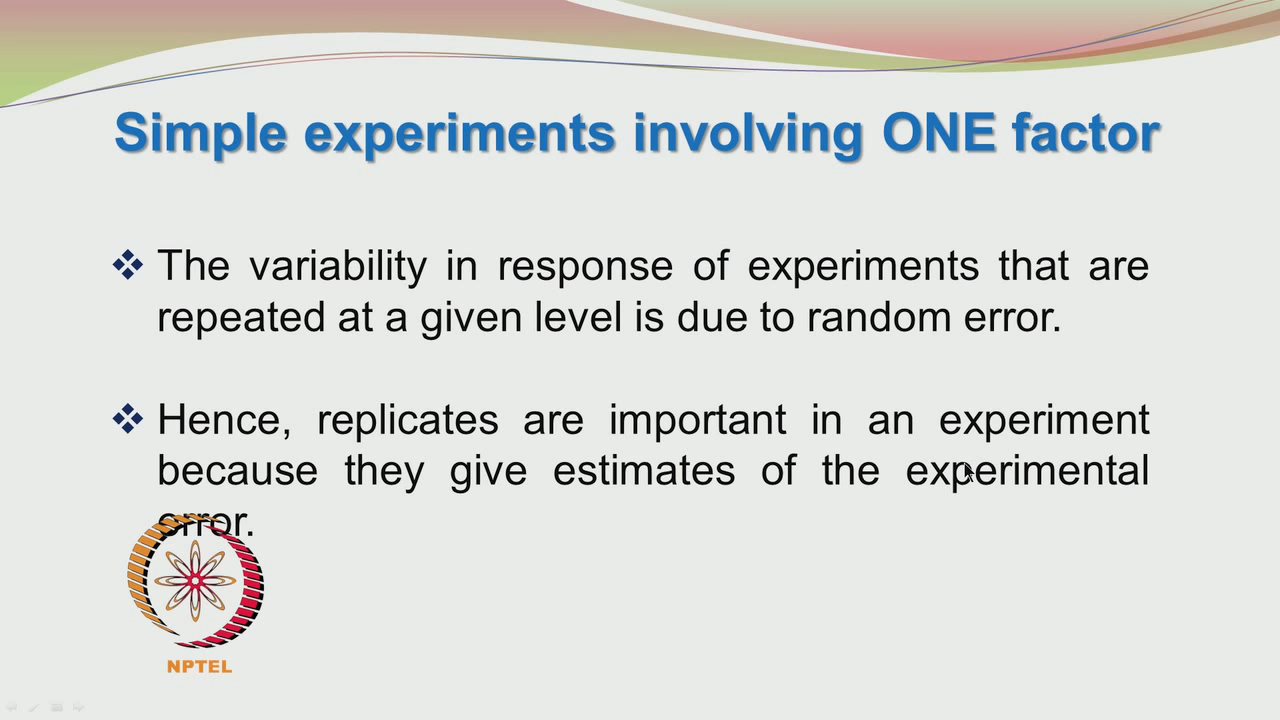 Simple experiments involving ONE factor
The variability in response of experiments that are
repeated at a given level is due to random error.
Hence, replicates are important in an experiment
because they give estimates of the experimental
error.
NPTEL